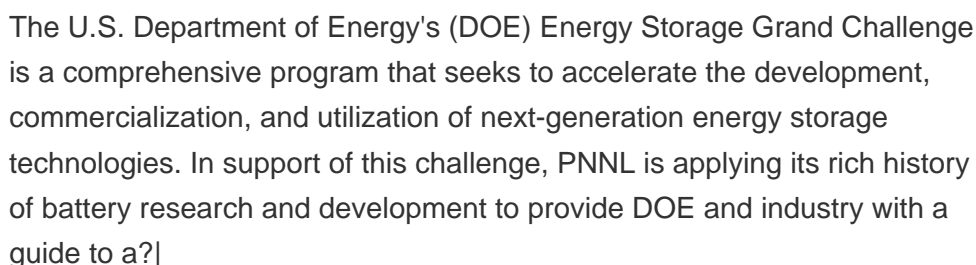 The U.S. Department of Energy's (DOE) Energy Storage Grand Challenge
is a comprehensive program that seeks to accelerate the development,
commercialization, and utilization of next-generation energy storage
technologies. In support of this challenge, PNNL is applying its rich history
of battery research and development to provide DOE and industry with a
guide to a?|